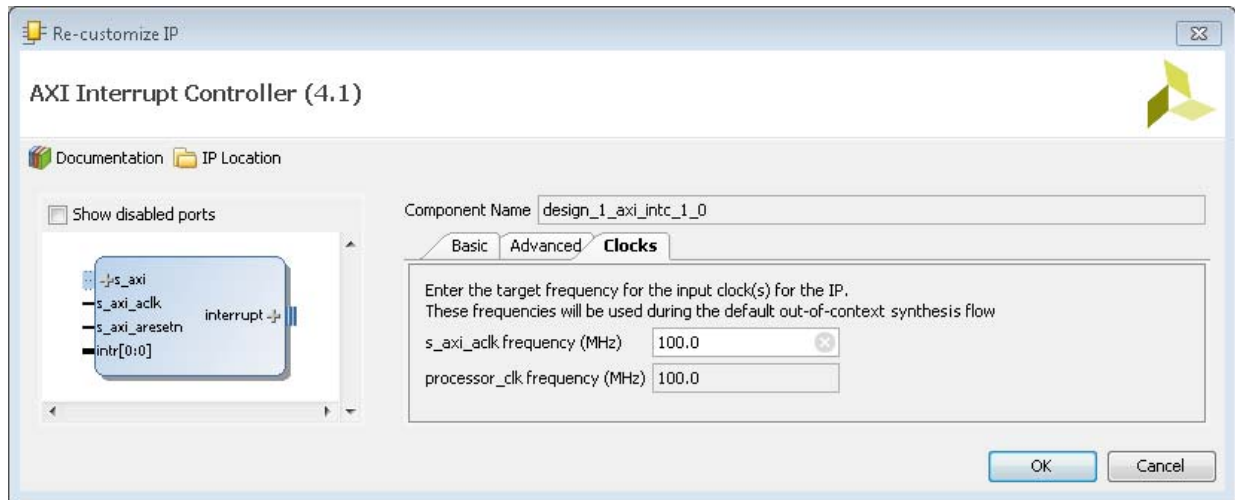 Re-customize IP
AXI Interrupt Controller (4.1)
Documentation IP Location
Show disabled ports
s_axi
s_axi_aclk
s_axi_aresetn
intr[0:0]
interrupt
Component Name design_1_axi_intc_1_0
Basic Advanced Clocks
Enter the target frequency for the input clock(s) for the IP.
These frequencies will be used during the default out-of-context synthesis flow
s_axi_aclk frequency (MHz) 100.0
processor_clk frequency (MHz) 100.0
OK Cancel